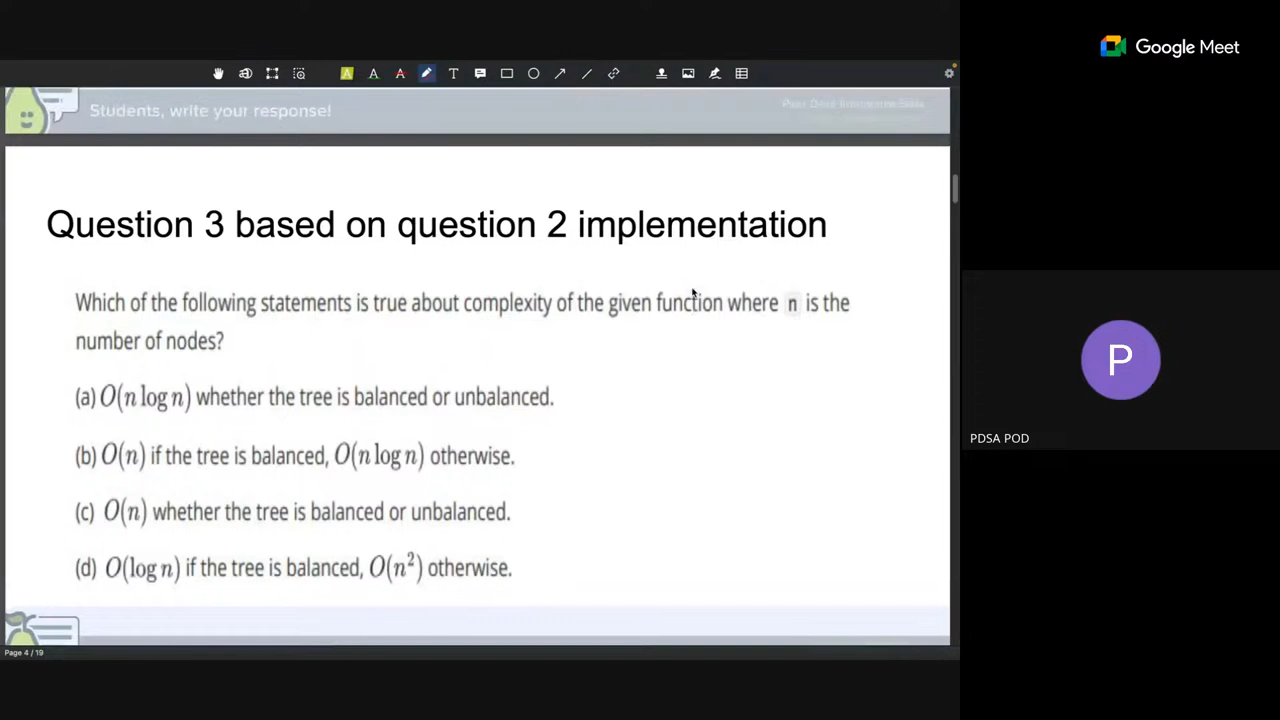 Google Meet
Students, write your response!
Question 3 based on question 2 implementation
Which of the following statements is true about complexity of the given function where n is the
number of nodes?
(a) O(n log n) whether the tree is balanced or unbalanced.
(b) O(n) if the tree is balanced, O(n log n) otherwise.
(c) O(n) whether the tree is balanced or unbalanced.
(d) O(log n) if the tree is balanced, O(n²) otherwise.
PDSA POD
P
Page 4 / 19